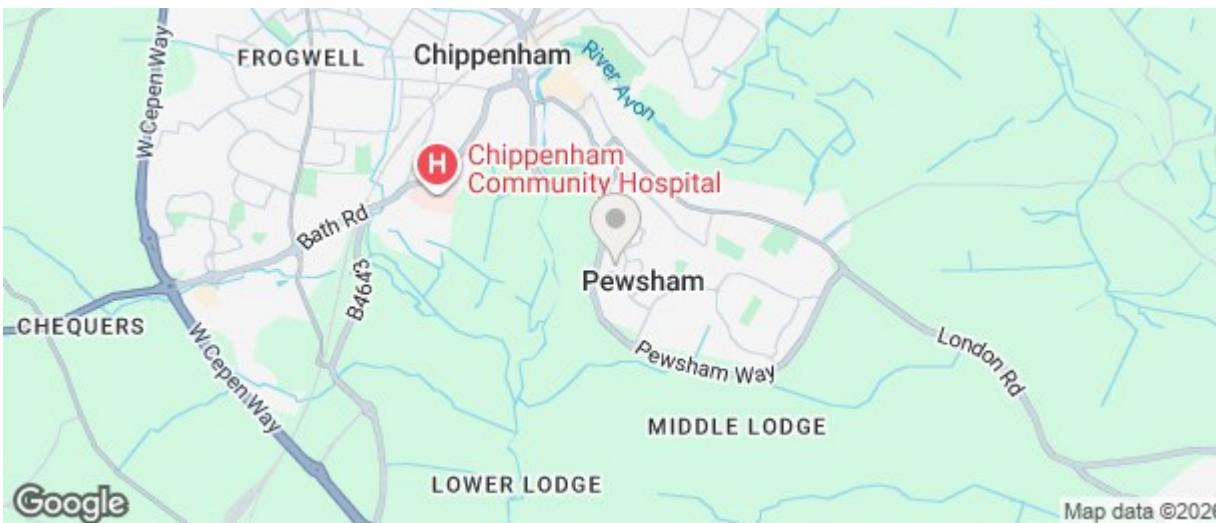 FROGWELL
Chippenham
River Avon
W Cepen Way
H
Chippenham
Community Hospital
Bath Rd
B4643
Pewsham
CHEQUERS
W Cepen Way
Pewsham Way
London Rd
MIDDLE LODGE
LOWER LODGE
Google
Map data ©2026